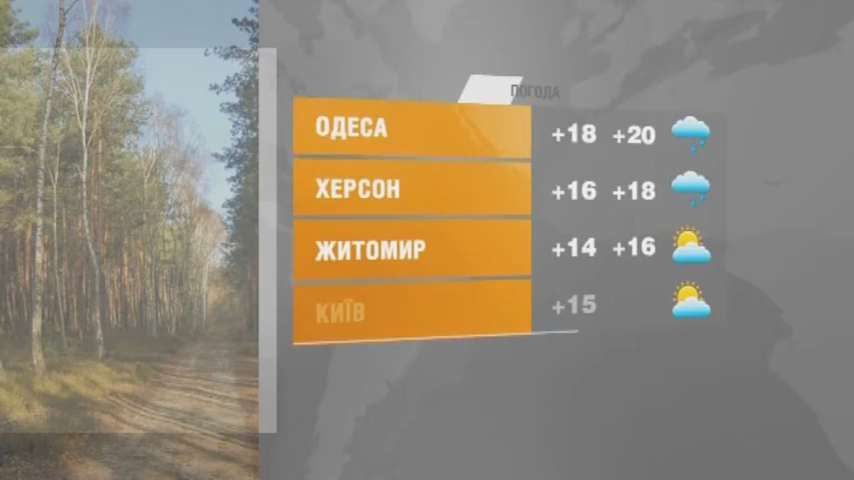 ПОГОДА
ОДЕСА +18 +20
ХЕРСОН +16 +18
ЖИТОМИР +14 +16
КИЇВ +15